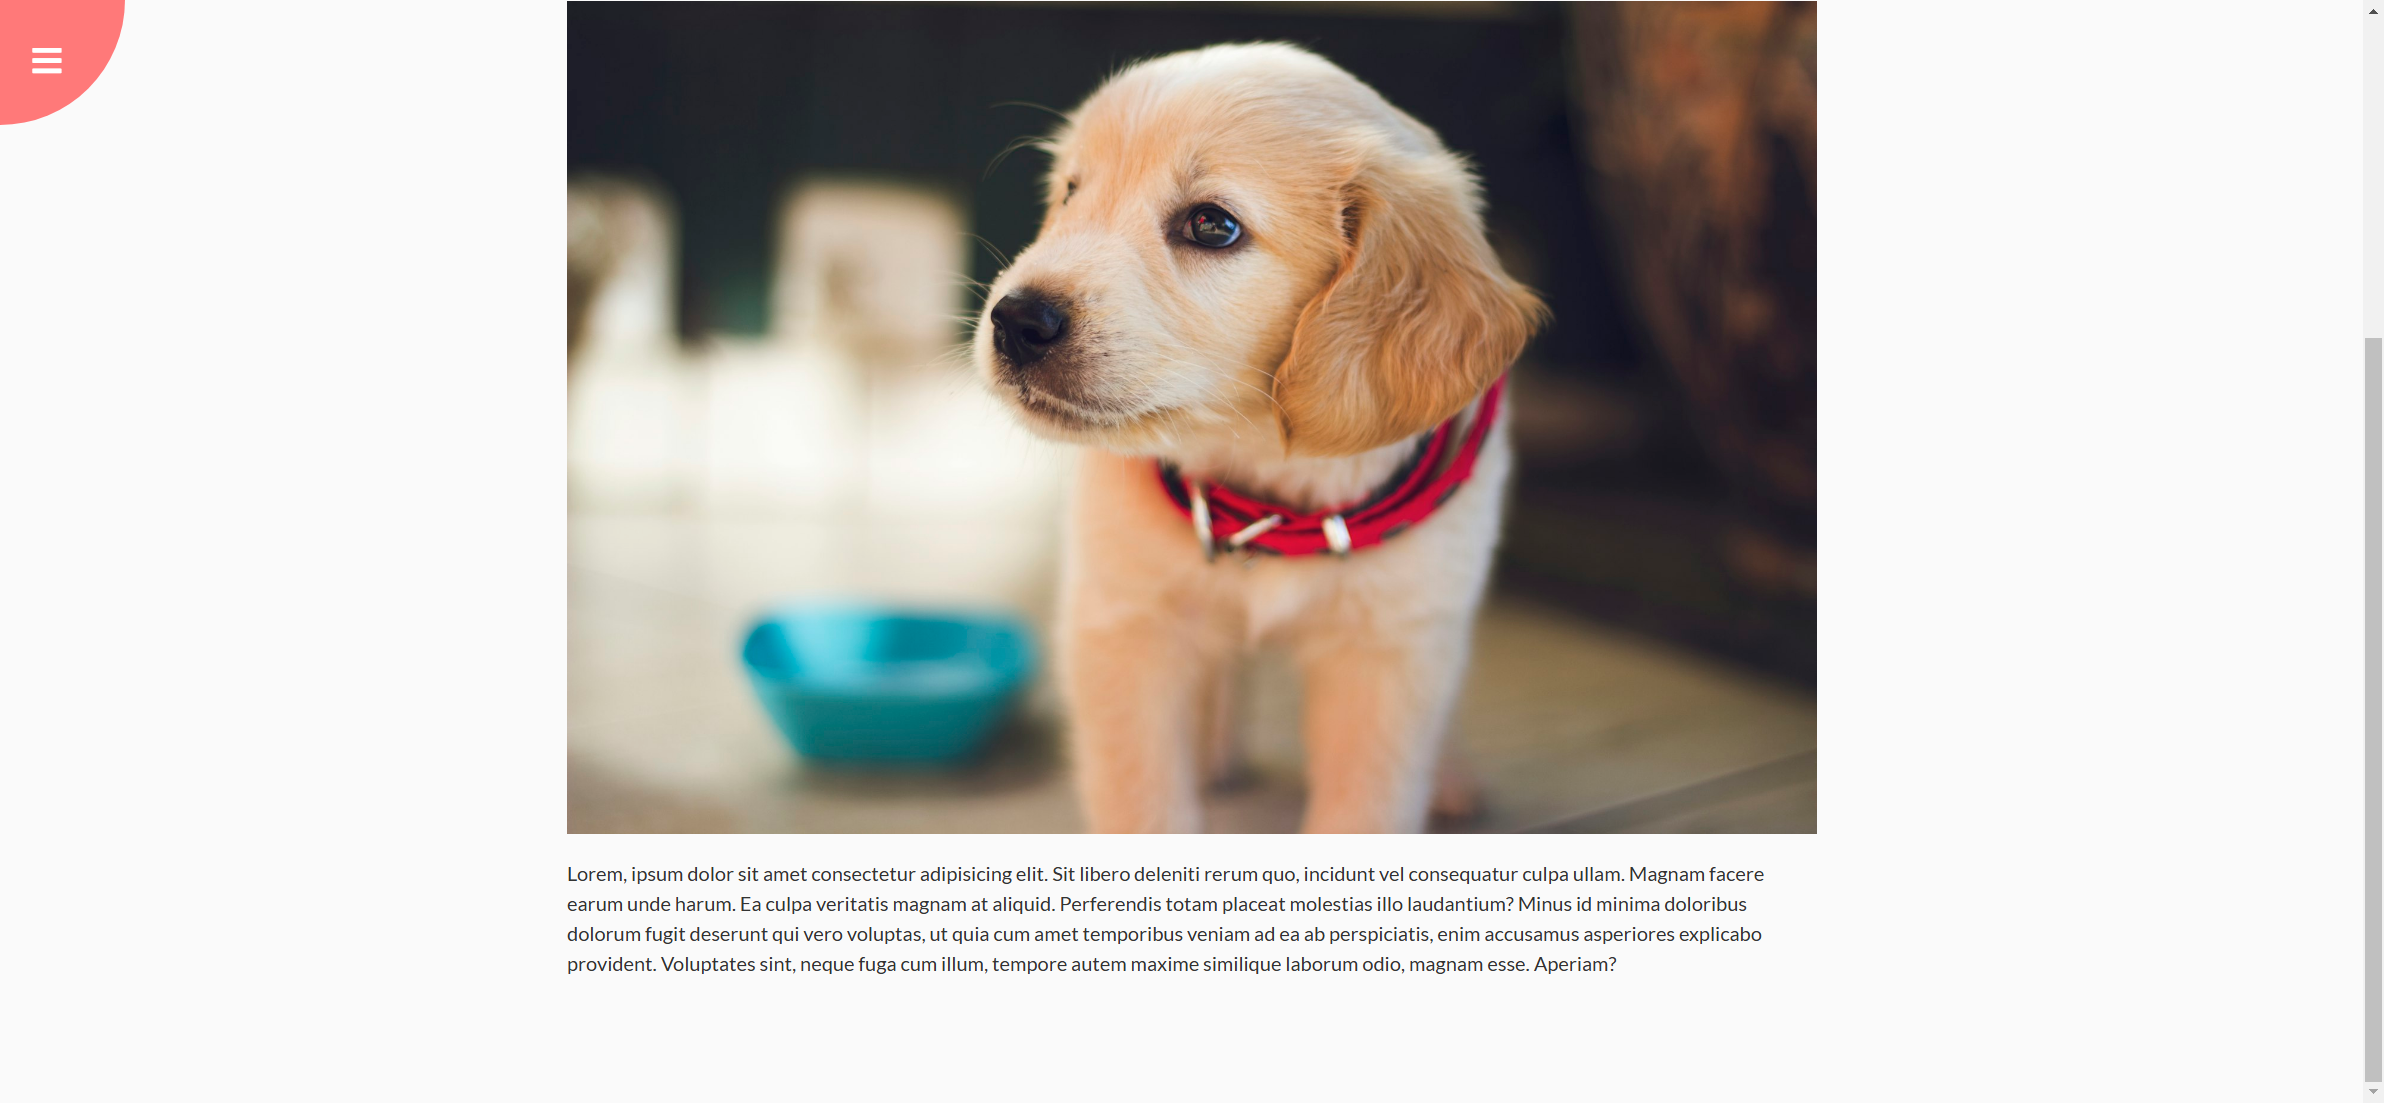 Lorem, ipsum dolor sit amet consectetur adipisicing elit. Sit libero deleniti rerum quo, incidunt vel consequatur culpa ullam. Magnam facere
earum unde harum. Ea culpa veritatis magnam at aliquid. Perferendis totam placeat molestias illo laudantium? Minus id minima doloribus
dolorum fugit deserunt qui vero voluptas, ut quia cum amet temporibus veniam ad ea ab perspiciatis, enim accusamus asperiores explicabo
provident. Voluptates sint, neque fuga cum illum, tempore autem maxime similique laborum odio, magnam esse. Aperiam?